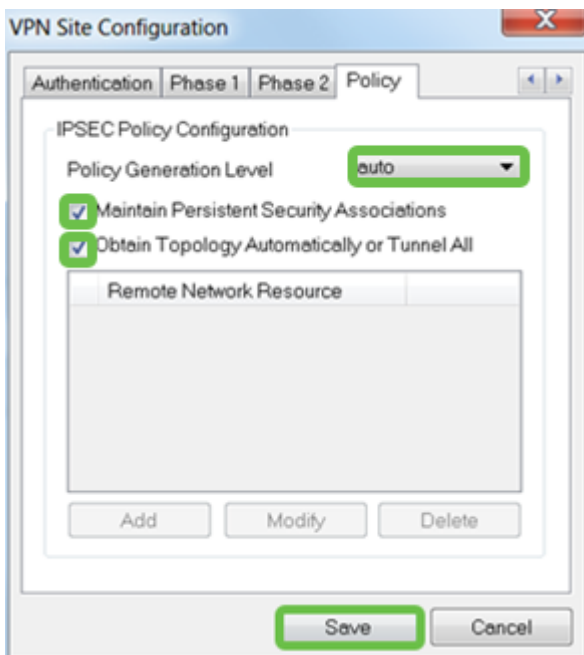 VPN Site Configuration
Authentication Phase 1 Phase 2 Policy
IPSEC Policy Configuration
Policy Generation Level auto
Maintain Persistent Security Associations
Obtain Topology Automatically or Tunnel All
Remote Network Resource
Add Modify Delete
Save Cancel